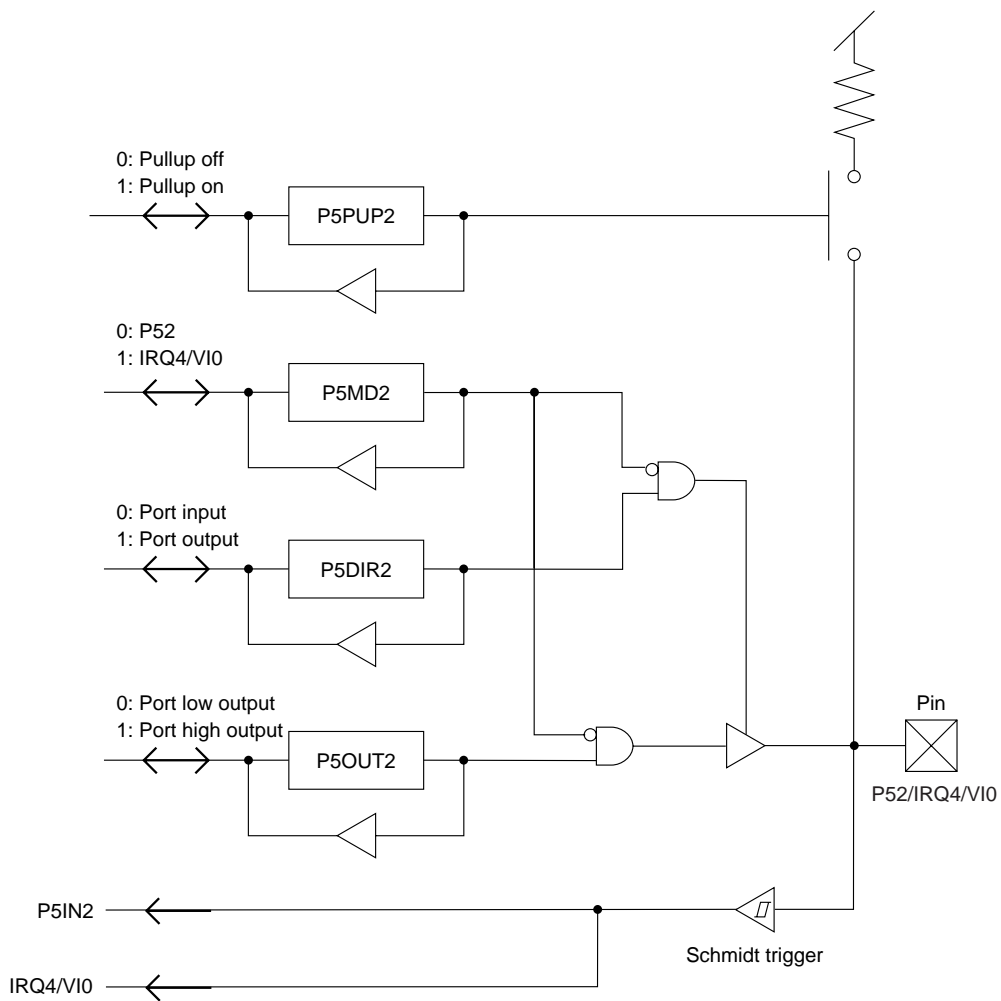 0: Pullup off
1: Pullup on
P5PUP2
0: P52
1: IRQ4/VI0
P5MD2
0: Port input
1: Port output
P5DIR2
0: Port low output
1: Port high output
P5OUT2
Pin
P52/IRQ4/VI0
P5IN2
Schmidt trigger
IRQ4/VI0